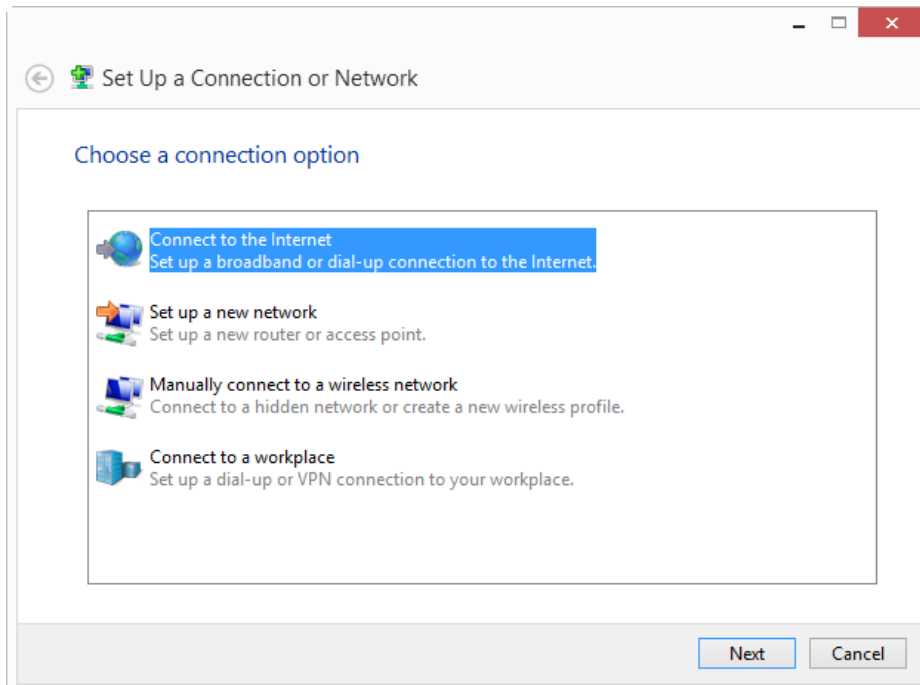 Set Up a Connection or Network
Choose a connection option
Connect to the Internet
Set up a broadband or dial-up connection to the Internet.
Set up a new network
Set up a new router or access point.
Manually connect to a wireless network
Connect to a hidden network or create a new wireless profile.
Connect to a workplace
Set up a dial-up or VPN connection to your workplace.
Next
Cancel